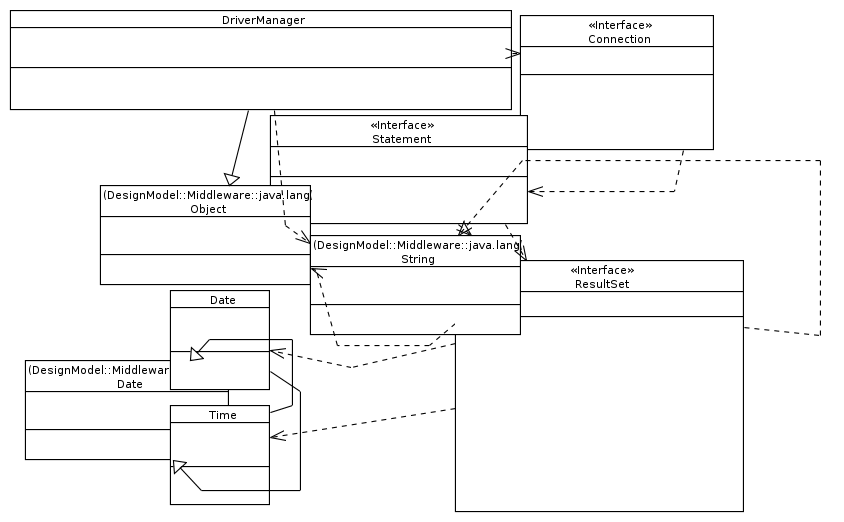 DriverManager
«Interface»
Connection
«Interface»
Statement
(DesignModel::Middleware::java.lang
Object
(DesignModel::Middleware::java.lang
String
«Interface»
ResultSet
Date
(DesignModel::Middlewar
Date
Time